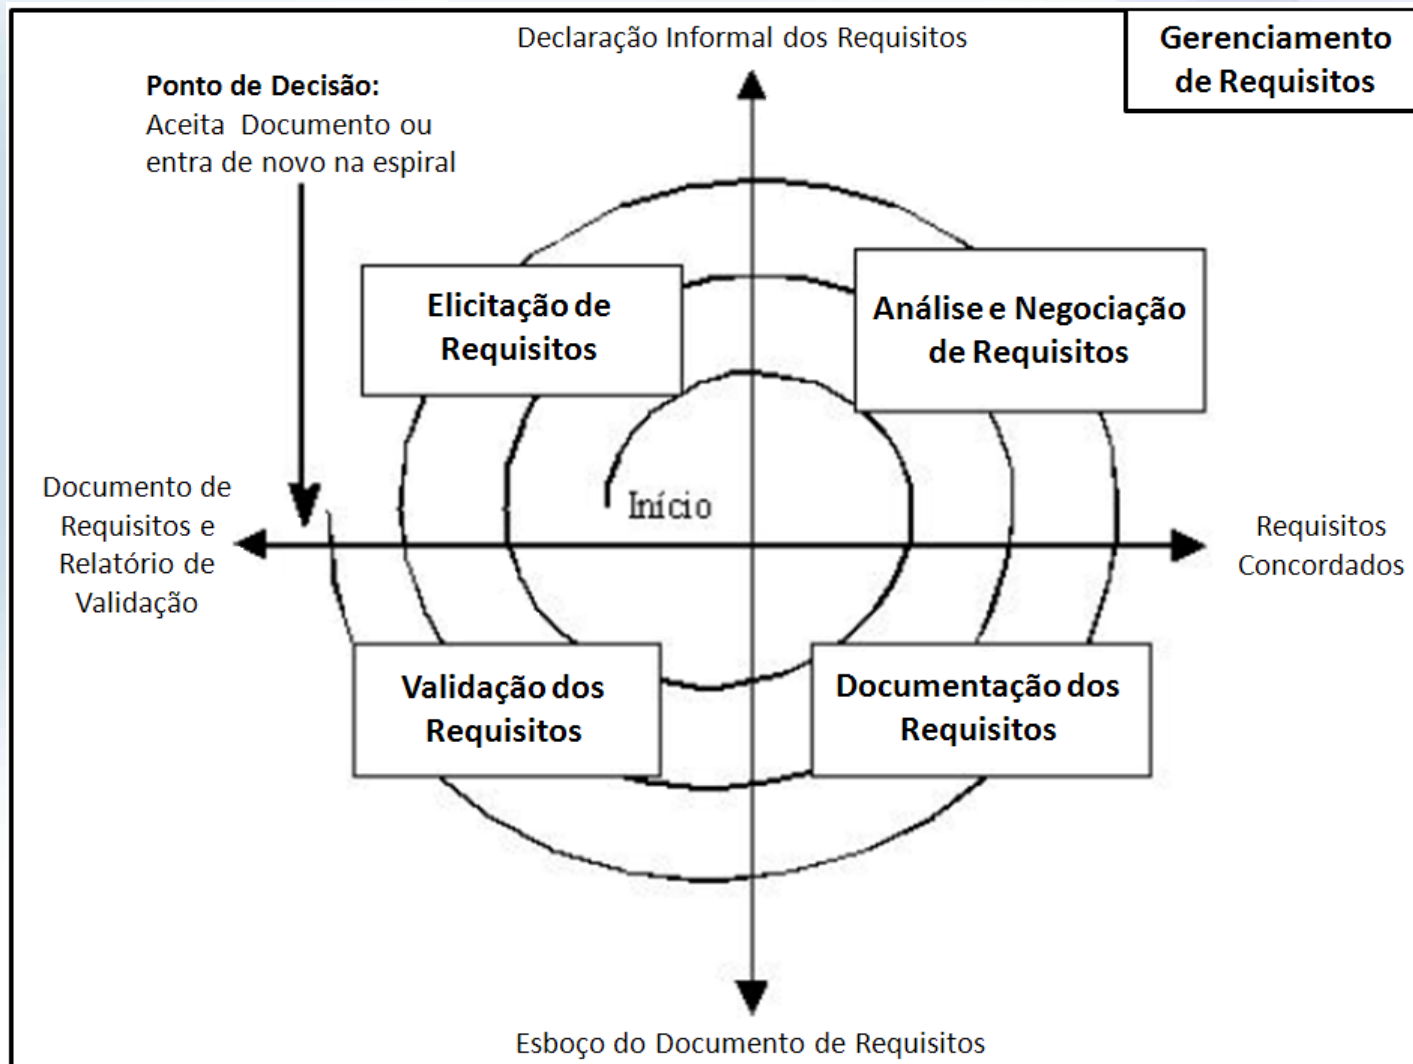 Declaração Informal dos Requisitos
Gerenciamento
de Requisitos
Ponto de Decisão:
Aceita Documento ou
entra de novo na espiral
Elicitação de
Requisitos
Análise e Negociação
de Requisitos
Documento de
Requisitos e
Relatório de
Validação
Início
Requisitos
Concordados
Validação dos
Requisitos
Documentação dos
Requisitos
Esboço do Documento de Requisitos